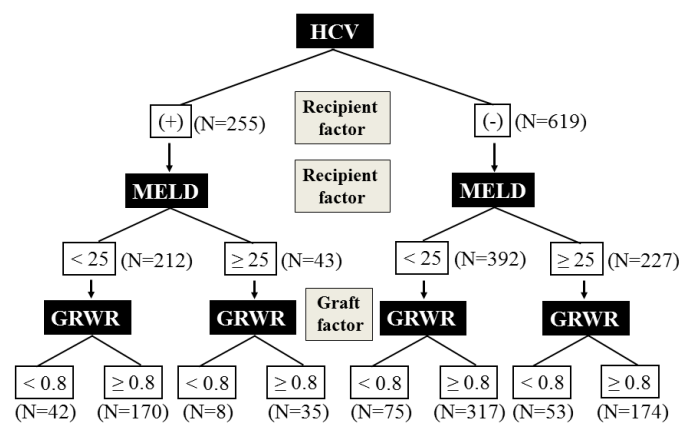 HCV
(+) (N=255)
Recipient
factor
(-) (N=619)
Recipient
factor
MELD
MELD
< 25 (N=212)
≥ 25 (N=43)
< 25 (N=392)
≥ 25 (N=227)
Graft
factor
GRWR
GRWR
GRWR
GRWR
< 0.8
≥ 0.8
< 0.8
≥ 0.8
< 0.8
≥ 0.8
< 0.8
≥ 0.8
(N=42)
(N=170)
(N=8)
(N=35)
(N=75)
(N=317)
(N=53)
(N=174)